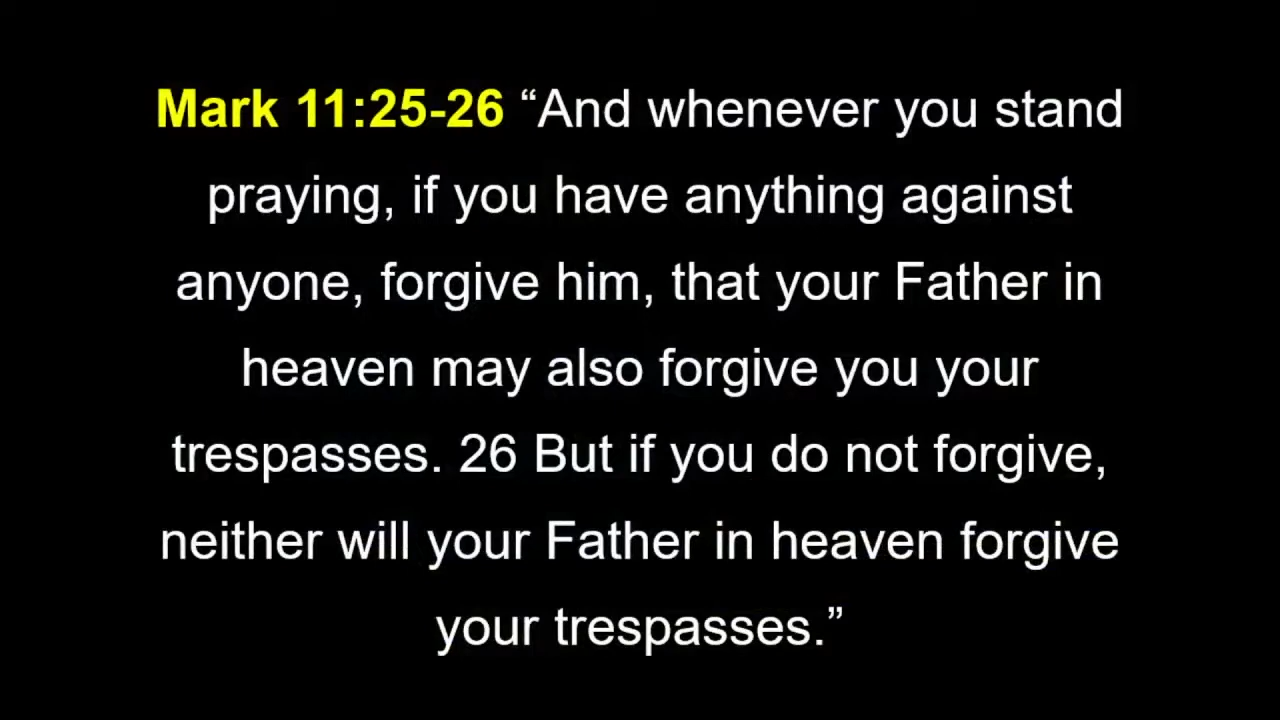 Mark 11:25-26 “And whenever you stand
praying, if you have anything against
anyone, forgive him, that your Father in
heaven may also forgive you your
trespasses. 26 But if you do not forgive,
neither will your Father in heaven forgive
your trespasses.”